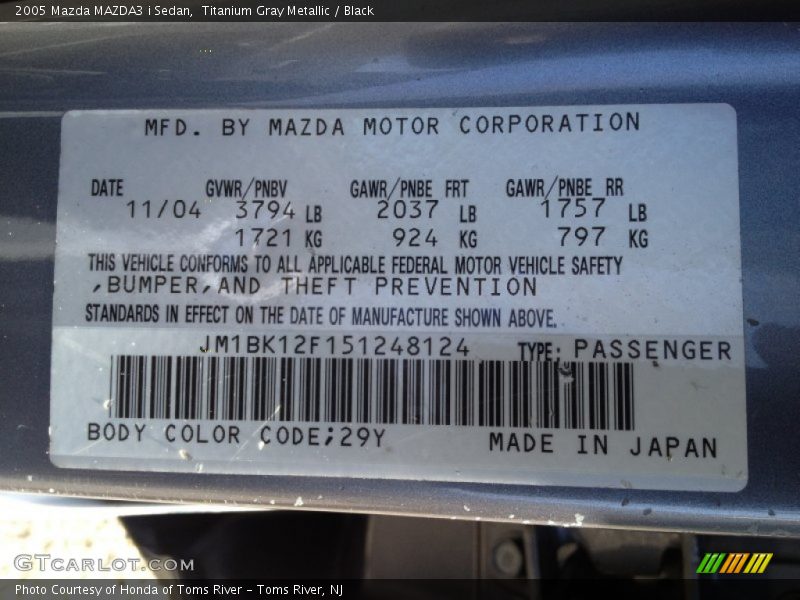 2005 Mazda MAZDA3 i Sedan, Titanium Gray Metallic / Black
MFD. BY MAZDA MOTOR CORPORATION
DATE GVWR/PNBV GAWR/PNBE FRT GAWR/PNBE RR
11/04 3794 LB 2037 LB 1757 LB
1721 KG 924 KG 797 KG
THIS VEHICLE CONFORMS TO ALL APPLICABLE FEDERAL MOTOR VEHICLE SAFETY
,BUMPER,AND THEFT PREVENTION
STANDARDS IN EFFECT ON THE DATE OF MANUFACTURE SHOWN ABOVE.
JM1BK12F151248124 TYPE: PASSENGER
BODY COLOR CODE;29Y MADE IN JAPAN
GTCarLot.com
Photo Courtesy of Honda of Toms River - Toms River, NJ